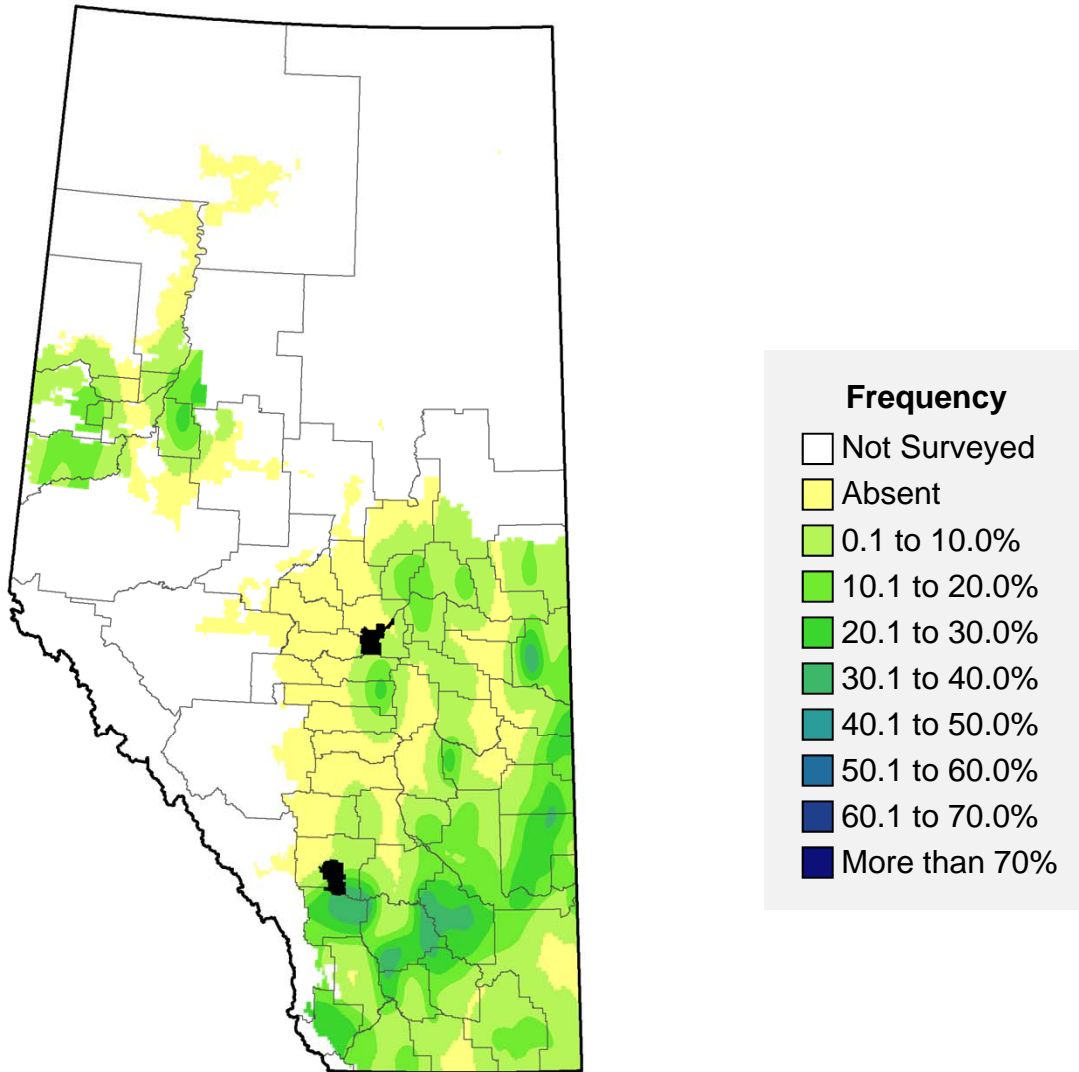 Frequency
Not Surveyed
Absent
0.1 to 10.0%
10.1 to 20.0%
20.1 to 30.0%
30.1 to 40.0%
40.1 to 50.0%
50.1 to 60.0%
60.1 to 70.0%
More than 70%